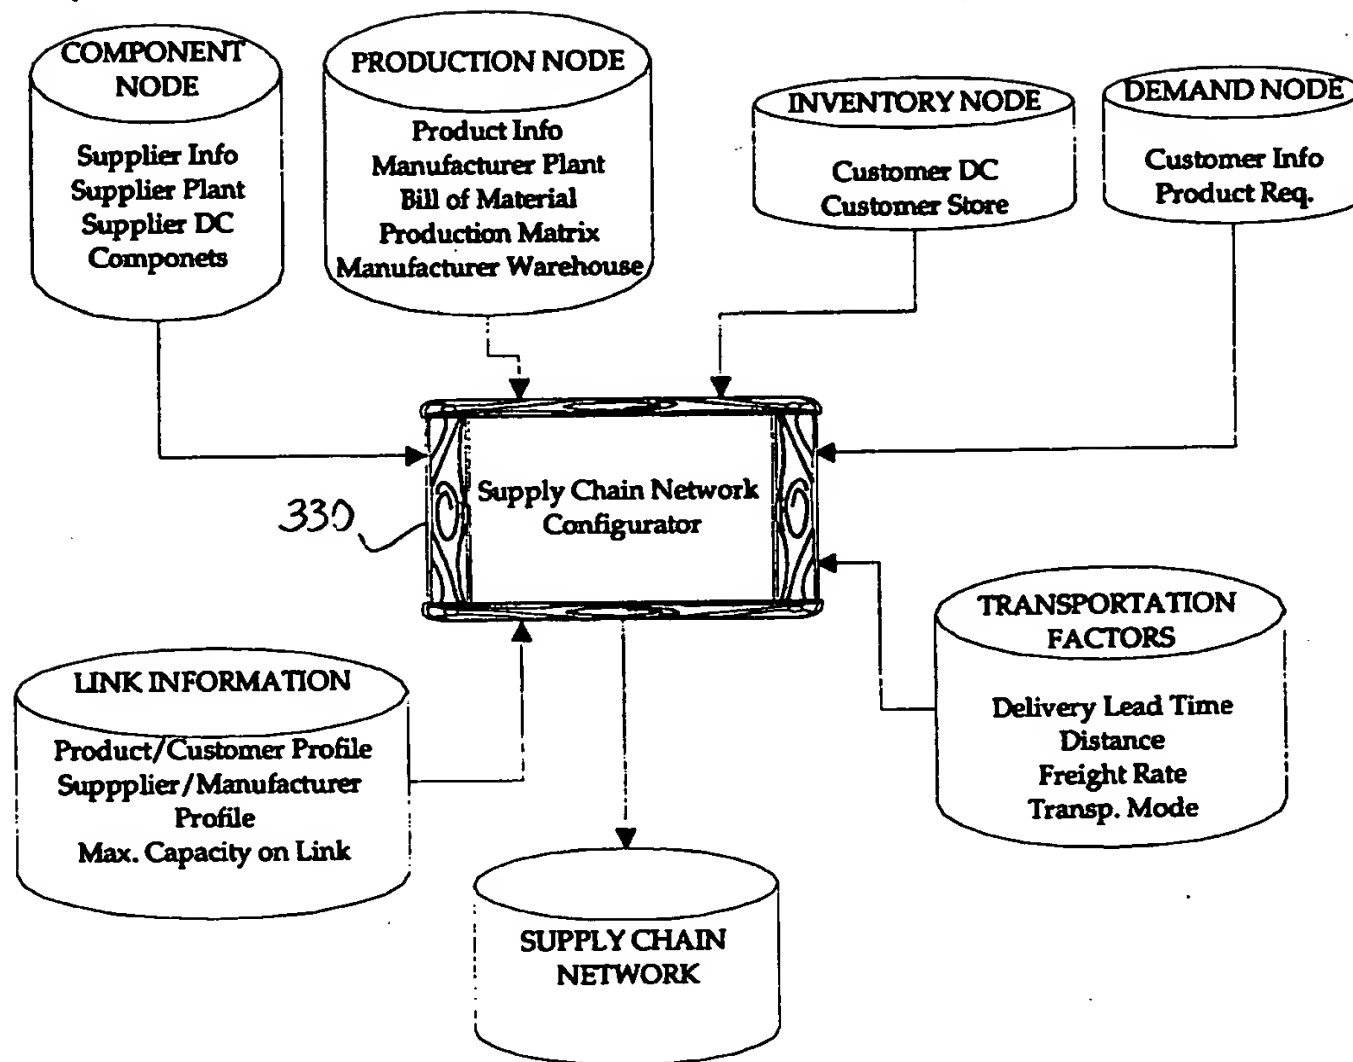 COMPONENT
NODE
Supplier Info
Supplier Plant
Supplier DC
Componets
PRODUCTION NODE
Product Info
Manufacturer Plant
Bill of Material
Production Matrix
Manufacturer Warehouse
INVENTORY NODE
Customer DC
Customer Store
DEMAND NODE
Customer Info
Product Req.
Supply Chain Network
Configurator
330
LINK INFORMATION
Product/Customer Profile
Suppplier/Manufacturer
Profile
Max. Capacity on Link
TRANSPORTATION
FACTORS
Delivery Lead Time
Distance
Freight Rate
Transp. Mode
SUPPLY CHAIN
NETWORK